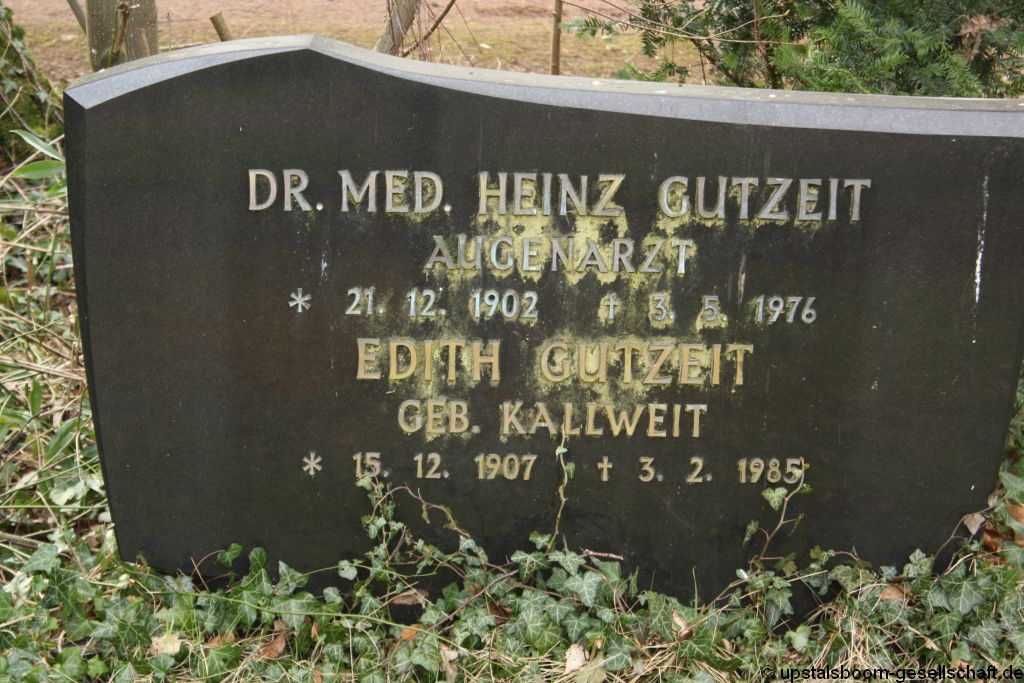 DR. MED. HEINZ GUTZEIT
AUGENARZT
* 21. 12. 1902 † 3. 5. 1976
EDITH GUTZEIT
GEB. KALLWEIT
* 15. 12. 1907 † 3. 2. 1985
© upstalsboom-gesellschaft.de